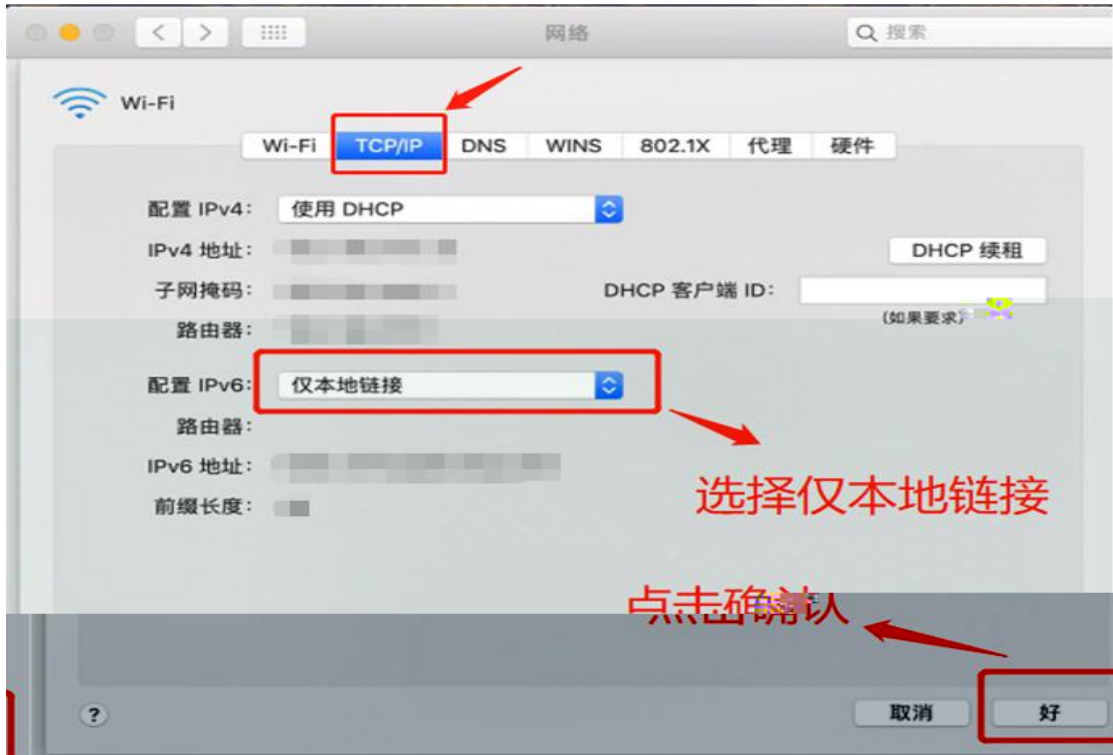 网络
搜索
Wi-Fi
Wi-Fi TCP/IP DNS WINS 802.1X 代理 硬件
配置 IPv4: 使用 DHCP
IPv4 地址: DHCP 续租
子网掩码: DHCP 客户端 ID:
路由器: (如果要求)
配置 IPv6: 仅本地链接
路由器:
IPv6 地址:
前缀长度:
选择仅本地链接
点击确认
? 取消 好